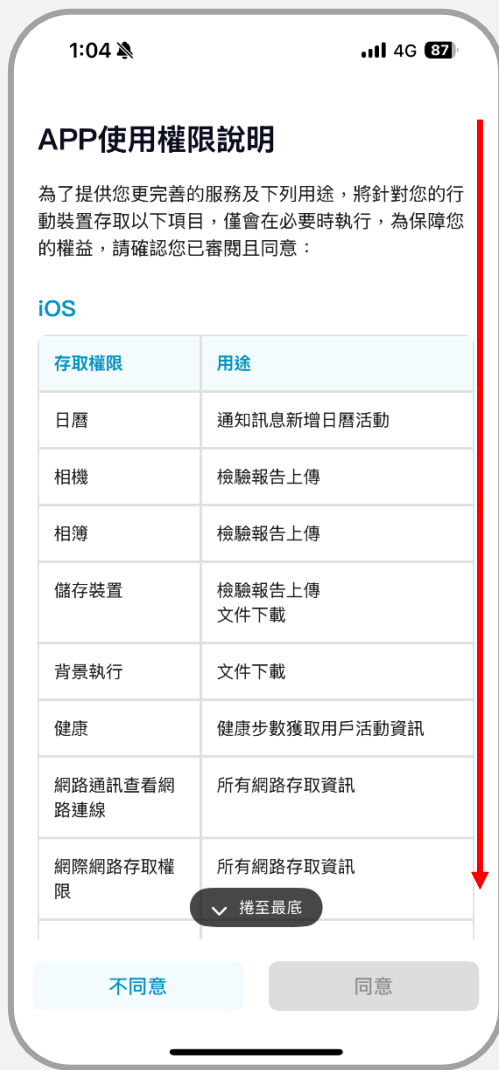 1:04 4G 87
APP使用權限說明
為了提供您更完善的服務及下列用途，將針對您的行
動裝置存取以下項目，僅會在必要時執行，為保障您
的權益，請確認您已審閱且同意：
iOS
存取權限 用途
日曆 通知訊息新增日曆活動
相機 檢驗報告上傳
相簿 檢驗報告上傳
儲存裝置 檢驗報告上傳
文件下載
背景執行 文件下載
健康 健康步數獲取用戶活動資訊
網路通訊查看網 所有網路存取資訊
路連線
網際網路存取權 所有網路存取資訊
限
捲至最底
不同意 同意